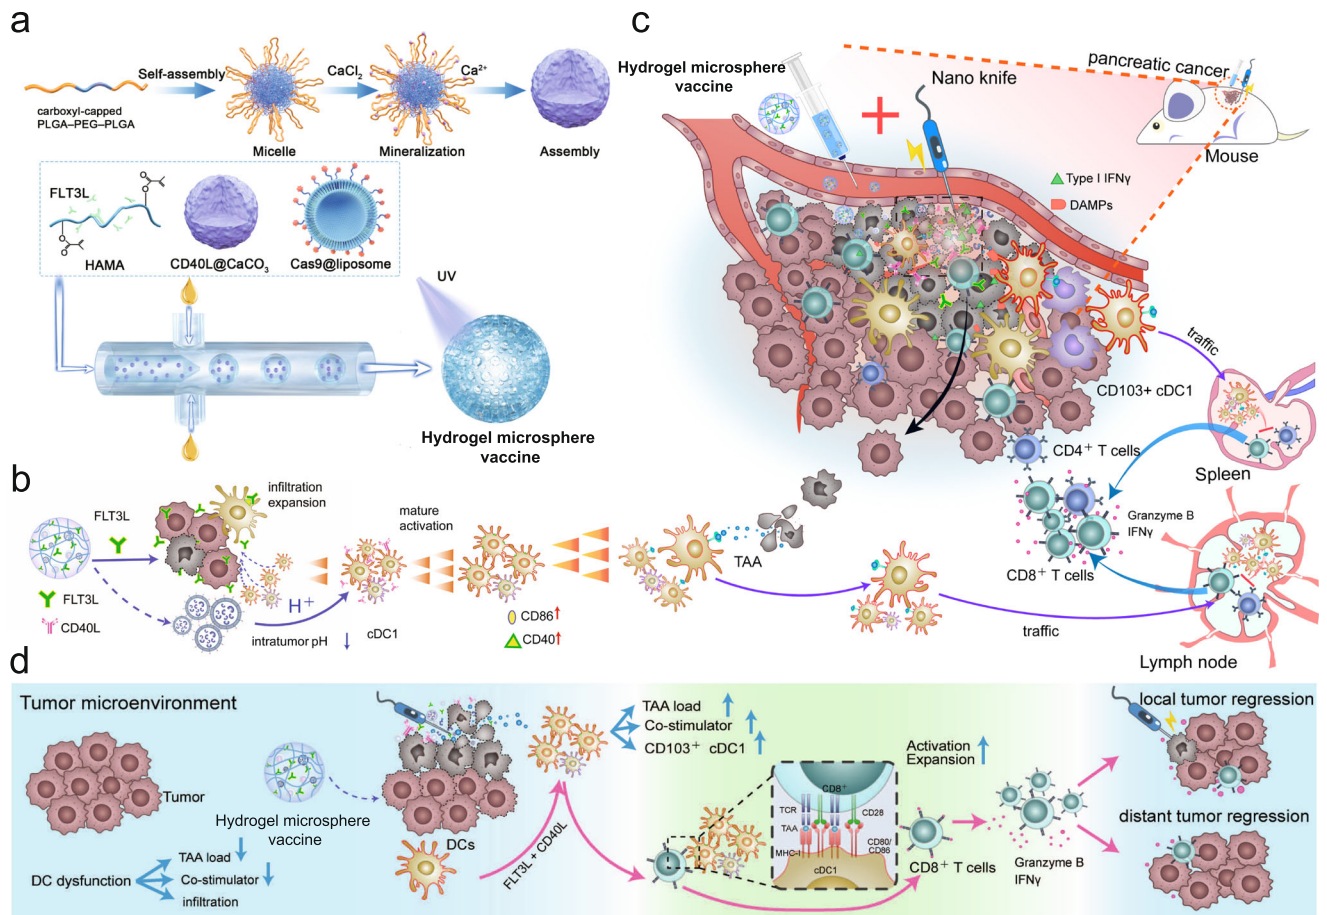 a
Self-assembly
CaCl2
Ca2+
carboxyl-capped
PLGA–PEG–PLGA
Micelle
Mineralization
Assembly
FLT3L
HAMA
CD40L@CaCO3
Cas9@liposome
UV
Hydrogel microsphere
vaccine
b
FLT3L
infiltration
expansion
mature
activation
FLT3L
CD40L
H+
intratumor pH
cDC1
CD86
CD40
TAA
traffic
c
Hydrogel microsphere
vaccine
Nano knife
pancreatic cancer
Mouse
Type I IFNγ
DAMPs
traffic
CD103+ cDC1
Spleen
CD4+ T cells
Granzyme B
IFNγ
CD8+ T cells
Lymph node
d
Tumor microenvironment
Tumor
Hydrogel microsphere
vaccine
DC dysfunction
TAA load
Co-stimulator
infiltration
DCs
FLT3L + CD40L
TAA load
Co-stimulator
CD103+ cDC1
CD8+
TCR
CD28
TAA
MHC-I
CD80/
CD86
cDC1
Activation
Expansion
CD8+ T cells
Granzyme B
IFNγ
local tumor regression
distant tumor regression